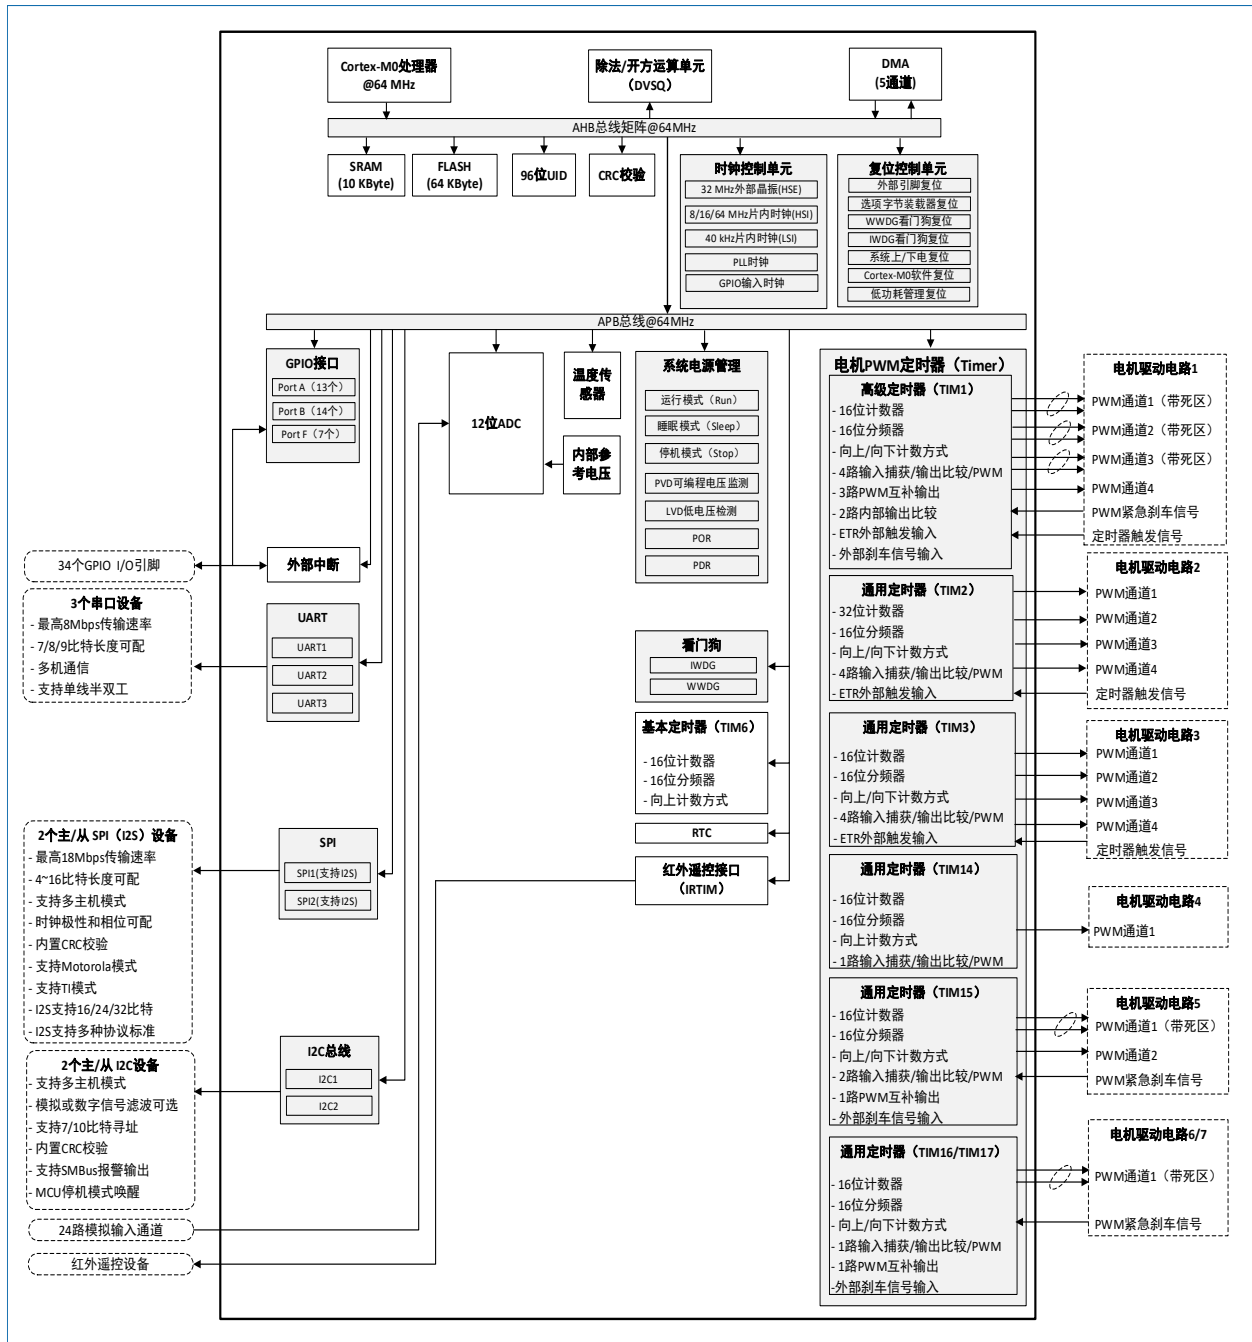 Cortex-M0处理器
@64 MHz
除法/开方运算单元
（DVSQ）
DMA
(5通道)
AHB总线矩阵@64MHz
SRAM
(10 KByte)
FLASH
(64 KByte)
96位UID
CRC校验
时钟控制单元
32 MHz外部晶振(HSE)
8/16/64 MHz片内时钟(HSI)
40 kHz片内时钟(LSI)
PLL时钟
GPIO输入时钟
复位控制单元
外部引脚复位
选项字节装载器复位
WWDG看门狗复位
IWDG看门狗复位
系统上/下电复位
Cortex-M0软件复位
低功耗管理复位
APB总线@64MHz
GPIO接口
Port A（13个）
Port B（14个）
Port F（7个）
12位ADC
温度传
感器
内部参
考电压
系统电源管理
运行模式（Run）
睡眠模式（Sleep）
停机模式（Stop）
PVD可编程电压监测
LVD低电压检测
POR
PDR
外部中断
34个GPIO I/O引脚
3个串口设备
- 最高8Mbps传输速率
- 7/8/9比特长度可配
- 多机通信
- 支持单线半双工
UART
UART1
UART2
UART3
看门狗
IWDG
WWDG
基本定时器（TIM6）
- 16位计数器
- 16位分频器
- 向上计数方式
RTC
红外遥控接口
（IRTIM）
2个主/从 SPI（I2S）设备
- 最高18Mbps传输速率
- 4~16比特长度可配
- 支持多主机模式
- 时钟极性和相位可配
- 内置CRC校验
- 支持Motorola模式
- 支持TI模式
- I2S支持16/24/32比特
- I2S支持多种协议标准
SPI
SPI1(支持I2S)
SPI2(支持I2S)
2个主/从 I2C设备
- 支持多主机模式
- 模拟或数字信号滤波可选
- 支持7/10比特寻址
- 内置CRC校验
- 支持SMBus报警输出
- MCU停机模式唤醒
I2C总线
I2C1
I2C2
24路模拟输入通道
红外遥控设备
电机PWM定时器（Timer）
高级定时器（TIM1）
- 16位计数器
- 16位分频器
- 向上/向下计数方式
- 4路输入捕获/输出比较/PWM
- 3路PWM互补输出
- 2路内部输出比较
- ETR外部触发输入
- 外部刹车信号输入
电机驱动电路1
PWM通道1（带死区）
PWM通道2（带死区）
PWM通道3（带死区）
PWM通道4
PWM紧急刹车信号
定时器触发信号
通用定时器（TIM2）
- 32位计数器
- 16位分频器
- 向上/向下计数方式
- 4路输入捕获/输出比较/PWM
- ETR外部触发输入
电机驱动电路2
PWM通道1
PWM通道2
PWM通道3
PWM通道4
定时器触发信号
通用定时器（TIM3）
- 16位计数器
- 16位分频器
- 向上/向下计数方式
- 4路输入捕获/输出比较/PWM
- ETR外部触发输入
电机驱动电路3
PWM通道1
PWM通道2
PWM通道3
PWM通道4
定时器触发信号
通用定时器（TIM14）
- 16位计数器
- 16位分频器
- 向上计数方式
- 1路输入捕获/输出比较/PWM
电机驱动电路4
PWM通道1
通用定时器（TIM15）
- 16位计数器
- 16位分频器
- 向上/向下计数方式
- 2路输入捕获/输出比较/PWM
- 1路PWM互补输出
- 外部刹车信号输入
电机驱动电路5
PWM通道1（带死区）
PWM通道2
PWM紧急刹车信号
通用定时器（TIM16/TIM17）
- 16位计数器
- 16位分频器
- 向上/向下计数方式
- 1路输入捕获/输出比较/PWM
- 1路PWM互补输出
-外部刹车信号输入
电机驱动电路6/7
PWM通道1（带死区）
PWM紧急刹车信号